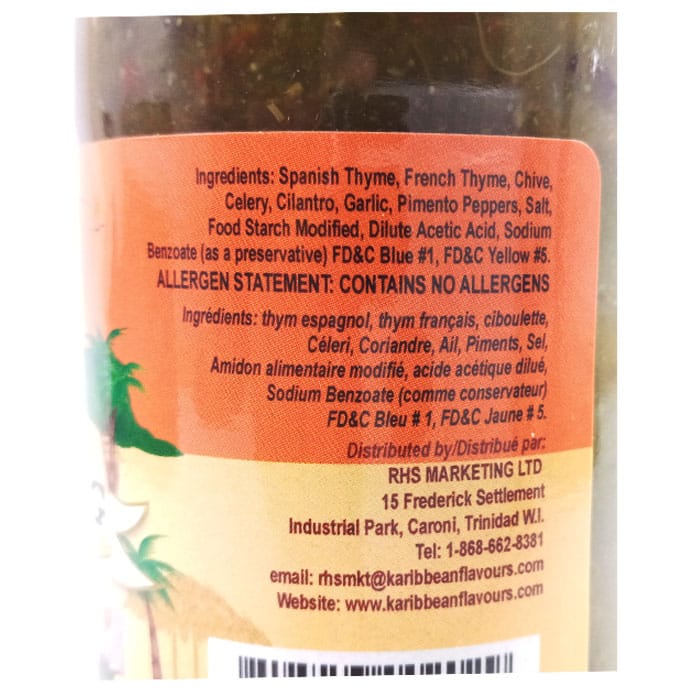 Ingredients: Spanish Thyme, French Thyme, Chive,
Celery, Cilantro, Garlic, Pimento Peppers, Salt,
Food Starch Modified, Dilute Acetic Acid, Sodium
Benzoate (as a preservative) FD&C Blue #1, FD&C Yellow #5.
ALLERGEN STATEMENT: CONTAINS NO ALLERGENS
Ingrédients: thym espagnol, thym français, ciboulette,
Céleri, Coriandre, Ail, Piments, Sel,
Amidon alimentaire modifié, acide acétique dilué,
Sodium Benzoate (comme conservateur)
FD&C Bleu # 1, FD&C Jaune # 5.
Distributed by/Distribué par:
RHS MARKETING LTD
15 Frederick Settlement
Industrial Park, Caroni, Trinidad W.I.
Tel: 1-868-662-8381
email: rhsmkt@karibbeanflavours.com
Website: www.karibbeanflavours.com